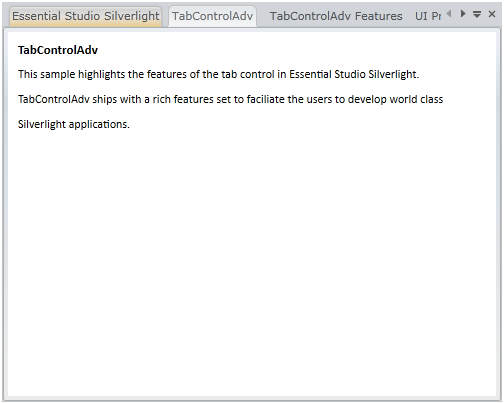 Essential Studio Silverlight TabControlAdv TabControlAdv Features UI
TabControlAdv
This sample highlights the features of the tab control in Essential Studio Silverlight.
TabControlAdv ships with a rich features set to faciliate the users to develop world class
Silverlight applications.